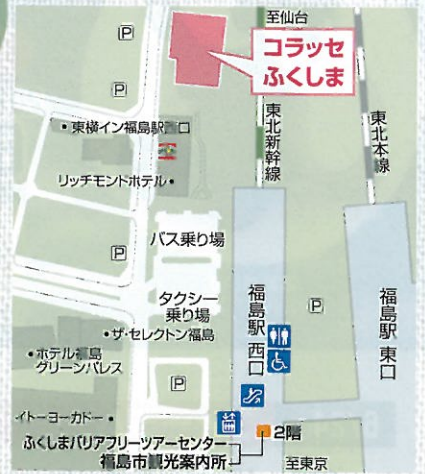 至仙台
コラッセ
ふくしま
P
P
東北新幹線
東北本線
• 東横イン福島駅西口
リッチモンドホテル •
バス乗り場
P
タクシー
乗り場
福島駅 西口
P
福島駅 東口
• ザ・セレクトン福島
• ホテル福島
グリーンパレス
P
イトーヨーカドー •
2階
ふくしまバリアフリーツアーセンター
福島市観光案内所
至東京